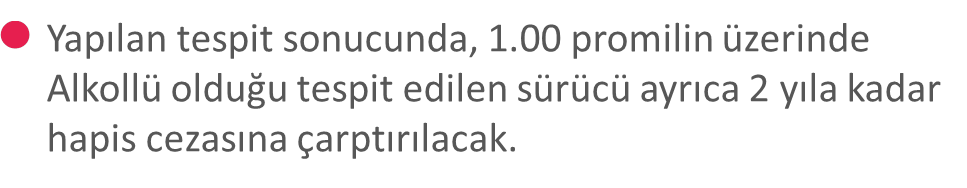 Yapılan tespit sonucunda, 1.00 promilin üzerinde
Alkollü olduğu tespit edilen sürücü ayrıca 2 yıla kadar
hapis cezasına çarptırılacak.